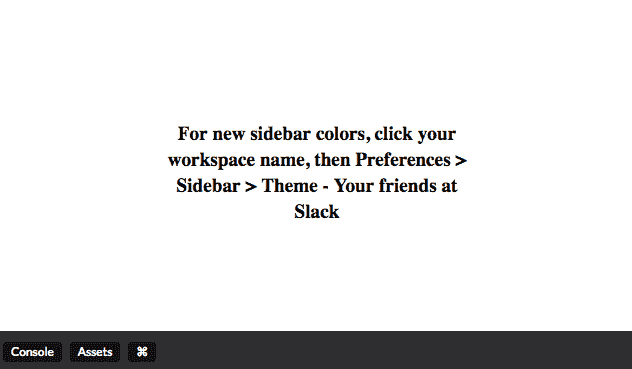 For new sidebar colors, click your
workspace name, then Preferences >
Sidebar > Theme - Your friends at
Slack
Console Assets ⌘